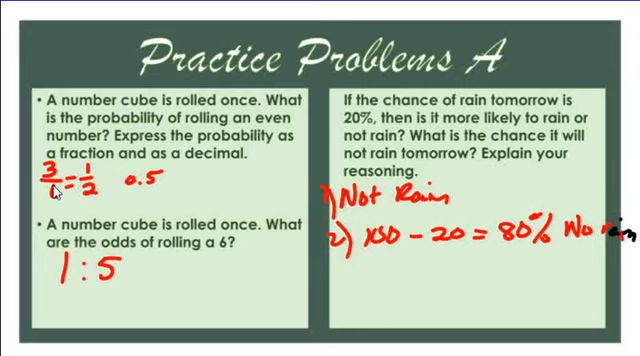 Practice Problems A
• A number cube is rolled once. What
is the probability of rolling an even
number? Express the probability as
a fraction and as a decimal.
3/6 = 1/2 0.5
• A number cube is rolled once. What
are the odds of rolling a 6?
1 : 5
If the chance of rain tomorrow is
20%, then is it more likely to rain or
not rain? What is the chance it will
not rain tomorrow? Explain your
reasoning.
1) Not Rain
2) 100 - 20 = 80% No rain